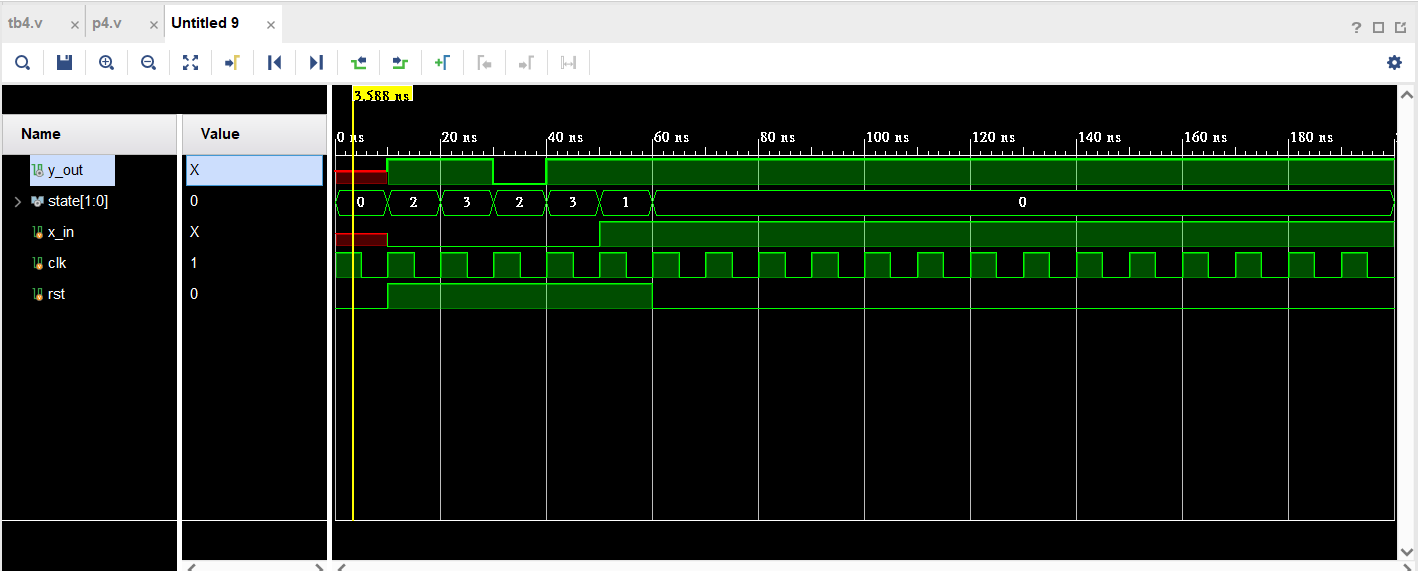 tb4.v × p4.v × Untitled 9 ×
?
3.588 ns
Name Value
0 ns 20 ns 40 ns 60 ns 80 ns 100 ns 120 ns 140 ns 160 ns 180 ns
y_out X
state[1:0] 0 0 2 3 2 3 1 0
x_in X
clk 1
rst 0